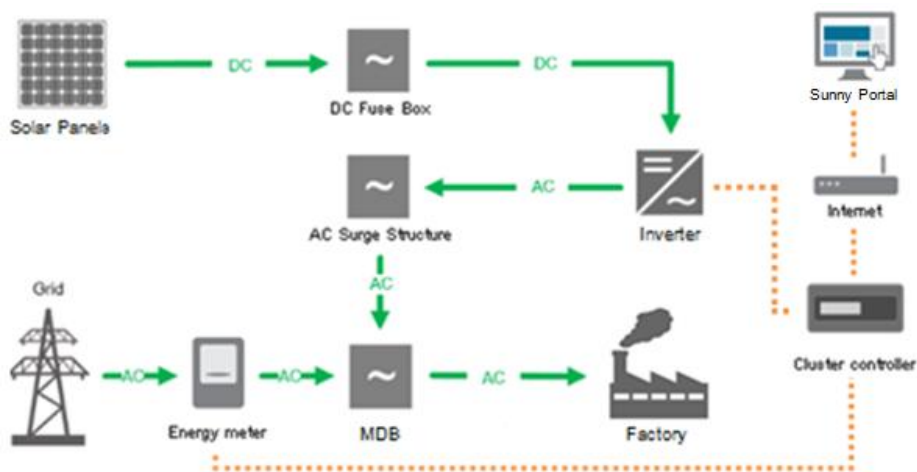 Solar Panels
DC
DC Fuse Box
DC
Sunny Portal
AC Surge Structure
AC
Inverter
Internet
AC
Grid
AC
Energy meter
AC
MDB
AC
Factory
Cluster controller